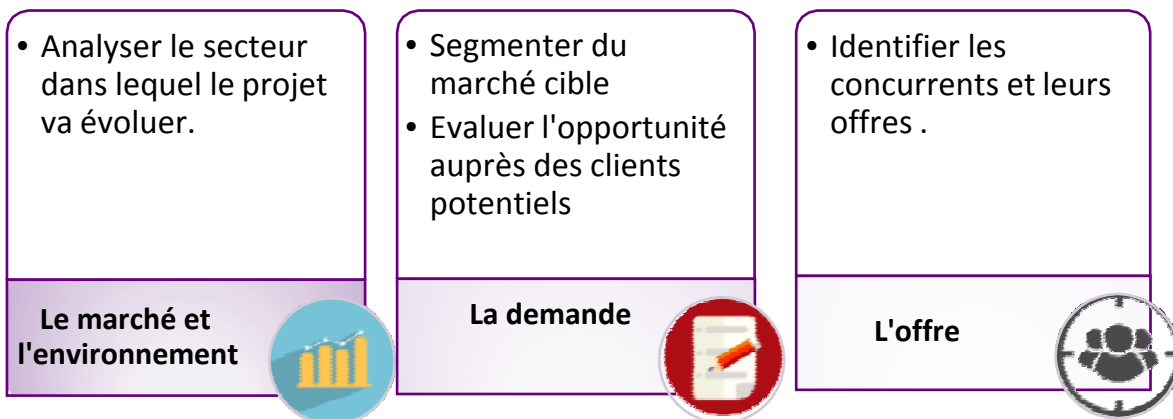 • Analyser le secteur
dans lequel le projet
va évoluer.
Le marché et
l'environnement
• Segmenter du
marché cible
• Evaluer l'opportunité
auprès des clients
potentiels
La demande
• Identifier les
concurrents et leurs
offres .
L'offre